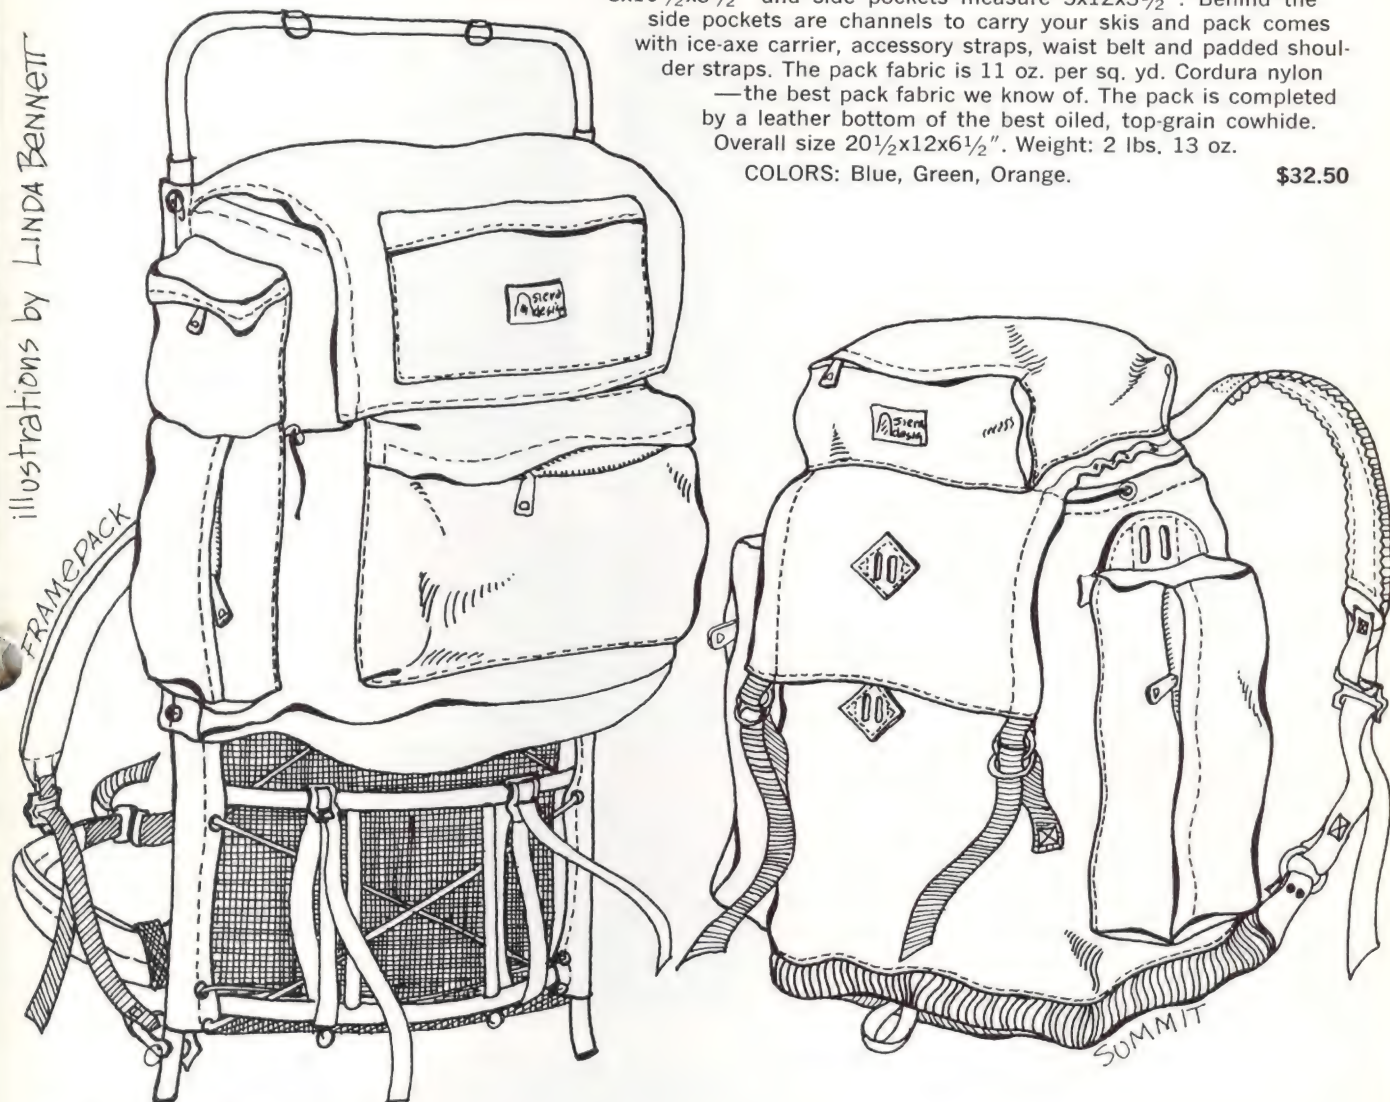 side pockets are channels to carry your skis and pack comes
with ice-axe carrier, accessory straps, waist belt and padded shoul-
der straps. The pack fabric is 11 oz. per sq. yd. Cordura nylon
—the best pack fabric we know of. The pack is completed
by a leather bottom of the best oiled, top-grain cowhide.
Overall size 20½x12x6½". Weight: 2 lbs. 13 oz.
COLORS: Blue, Green, Orange. $32.50
illustrations by LINDA BENNETT
FRAMEPACK
sierra
design
sierra
design
SUMMIT